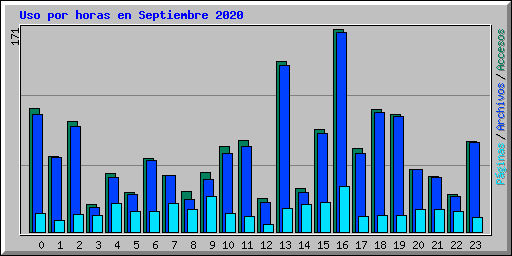 Uso por horas en Septiembre 2020
171
Páginas / Archivos / Accesos
0 1 2 3 4 5 6 7 8 9 10 11 12 13 14 15 16 17 18 19 20 21 22 23